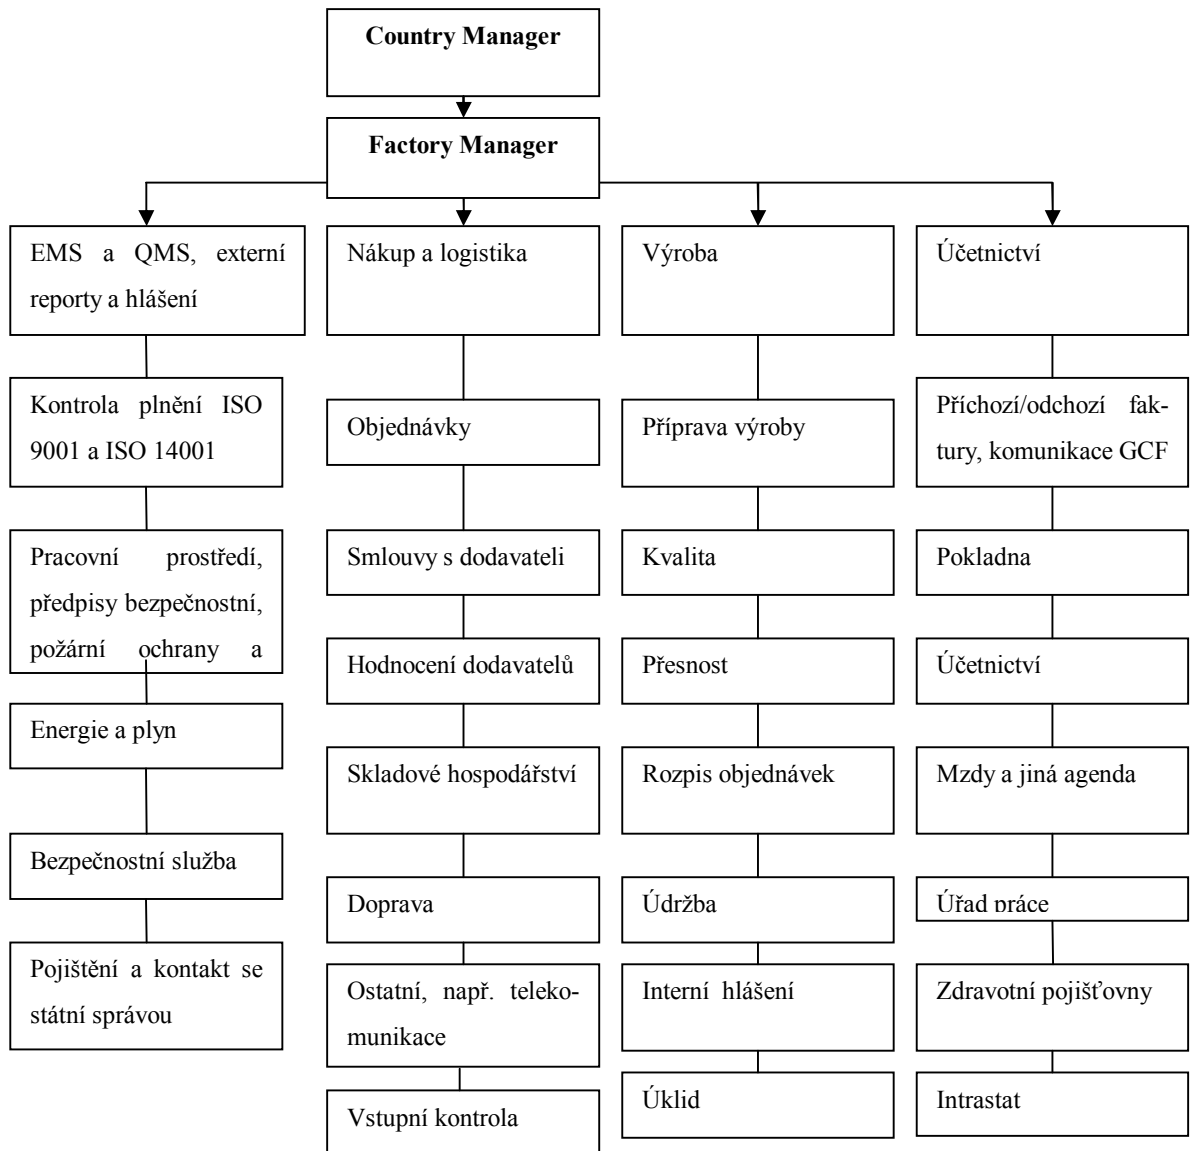 Country Manager
Factory Manager
EMS a QMS, externí
reporty a hlášení
Kontrola plnění ISO
9001 a ISO 14001
Pracovní prostředí,
předpisy bezpečnostní,
požární ochrany a
Energie a plyn
Bezpečnostní služba
Pojištění a kontakt se
státní správou
Nákup a logistika
Objednávky
Smlouvy s dodavateli
Hodnocení dodavatelů
Skladové hospodářství
Doprava
Ostatní, např. teleko-
munikace
Vstupní kontrola
Výroba
Příprava výroby
Kvalita
Přesnost
Rozpis objednávek
Údržba
Interní hlášení
Úklid
Účetnictví
Příchozí/odchozí fak-
tury, komunikace GCF
Pokladna
Účetnictví
Mzdy a jiná agenda
Úřad práce
Zdravotní pojišťovny
Intrastat